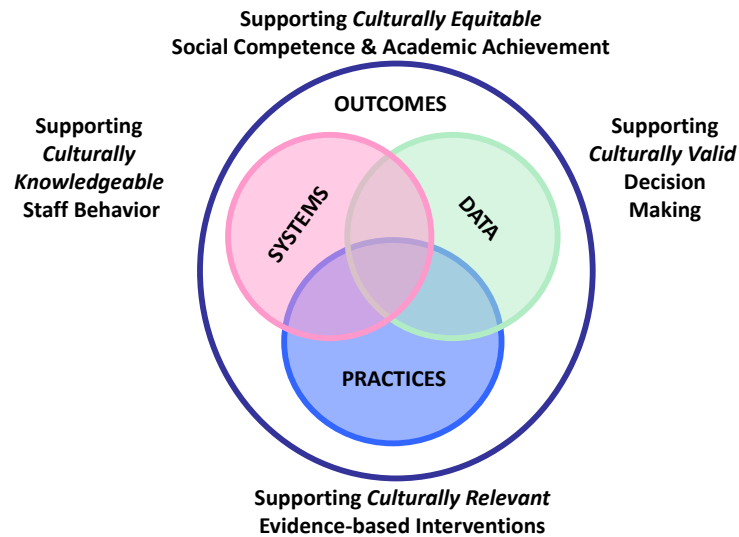 Supporting Culturally Equitable
Social Competence & Academic Achievement
OUTCOMES
Supporting
Culturally
Knowledgeable
Staff Behavior
Supporting
Culturally Valid
Decision
Making
SYSTEMS
DATA
PRACTICES
Supporting Culturally Relevant
Evidence-based Interventions